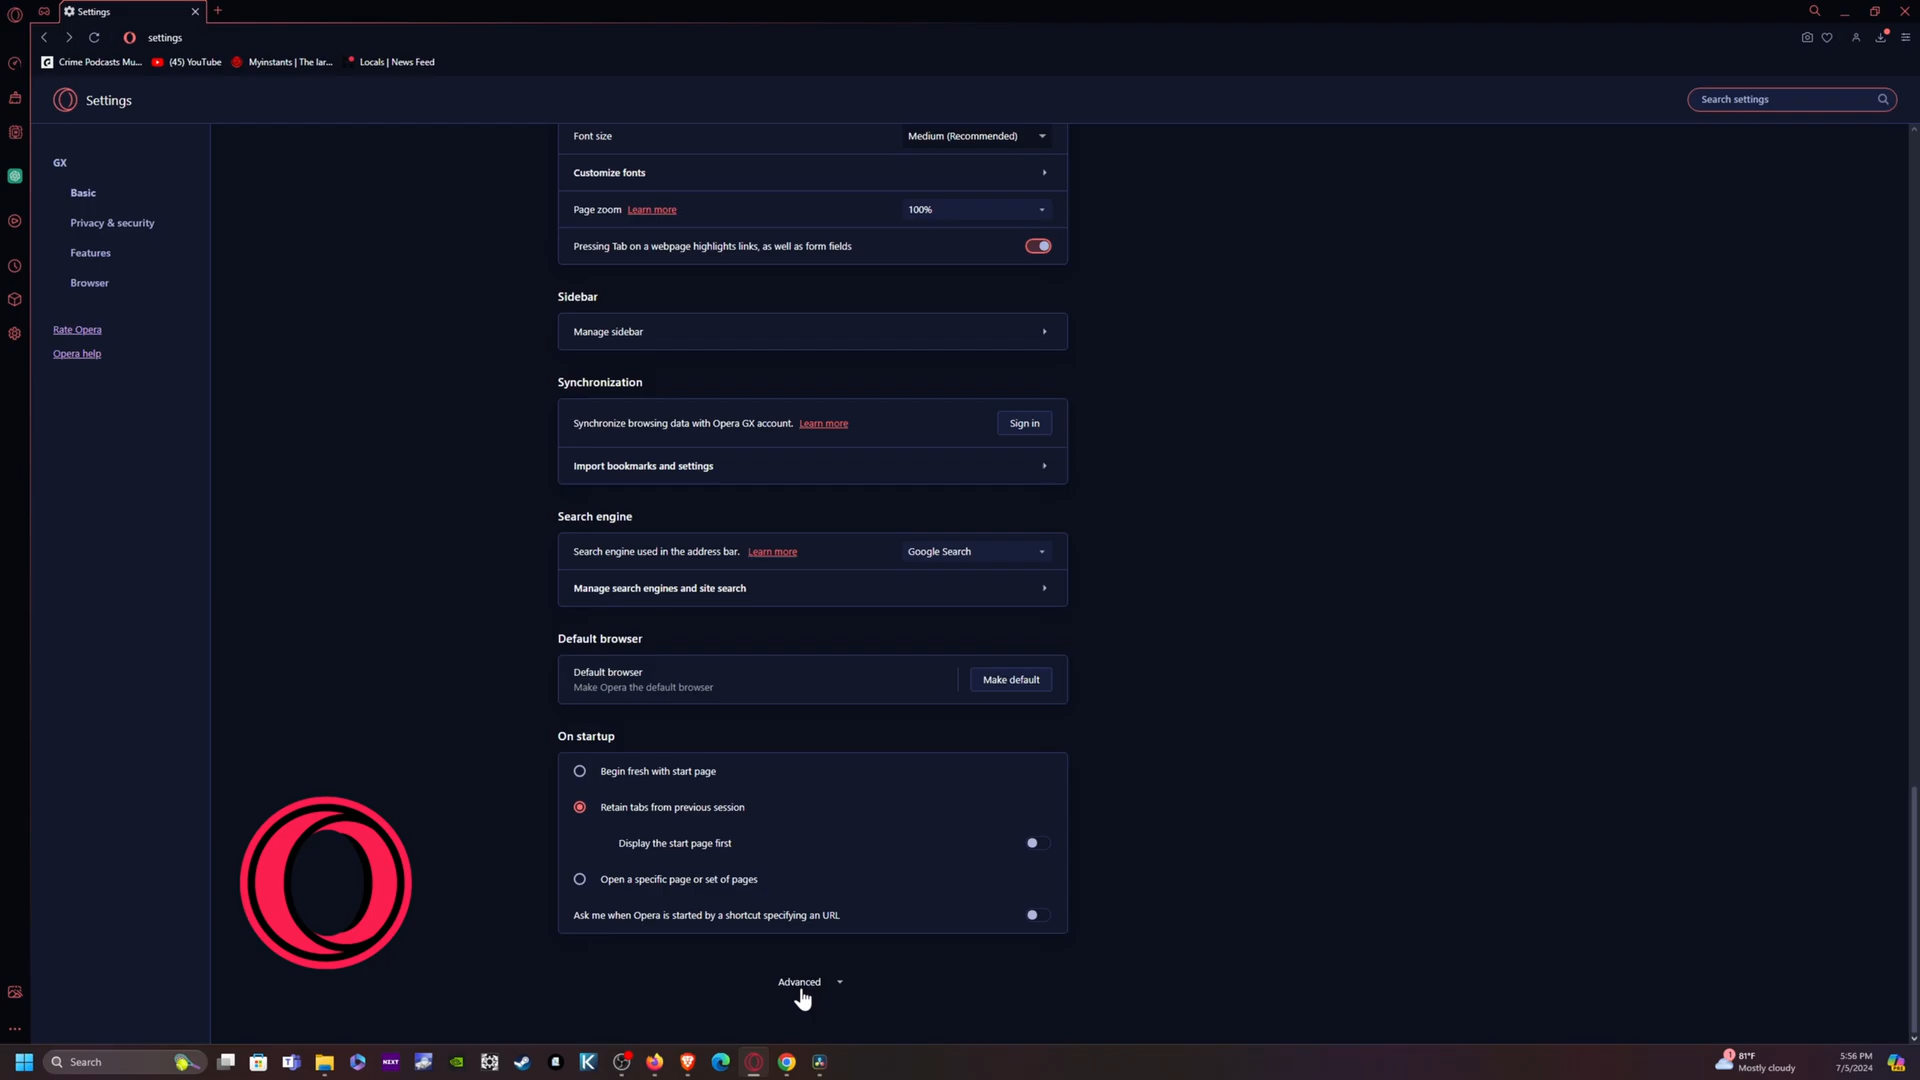 Settings
settings
Crime Podcasts Mu... (45) YouTube Myinstants | The lar... Locals | News Feed
Settings
Search settings
GX
Basic
Privacy & security
Features
Browser
Rate Opera
Opera help
Font size Medium (Recommended)
Customize fonts
Page zoom Learn more 100%
Pressing Tab on a webpage highlights links, as well as form fields
Sidebar
Manage sidebar
Synchronization
Synchronize browsing data with Opera GX account. Learn more Sign in
Import bookmarks and settings
Search engine
Search engine used in the address bar. Learn more Google Search
Manage search engines and site search
Default browser
Default browser
Make Opera the default browser
Make default
On startup
Begin fresh with start page
Retain tabs from previous session
Display the start page first
Open a specific page or set of pages
Ask me when Opera is started by a shortcut specifying an URL
Advanced
Search
NEXT
K
1
81°F
Mostly cloudy
5:56 PM
7/5/2024